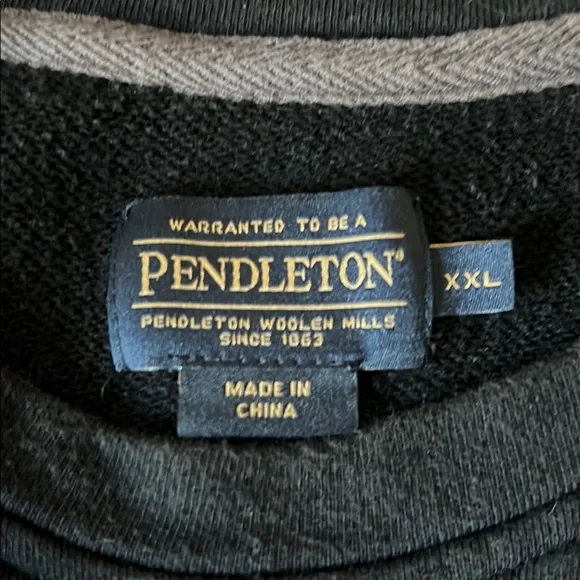 WARRANTED TO BE A
PENDLETON®
XXL
PENDLETON WOOLEN MILLS
SINCE 1863
MADE IN
CHINA